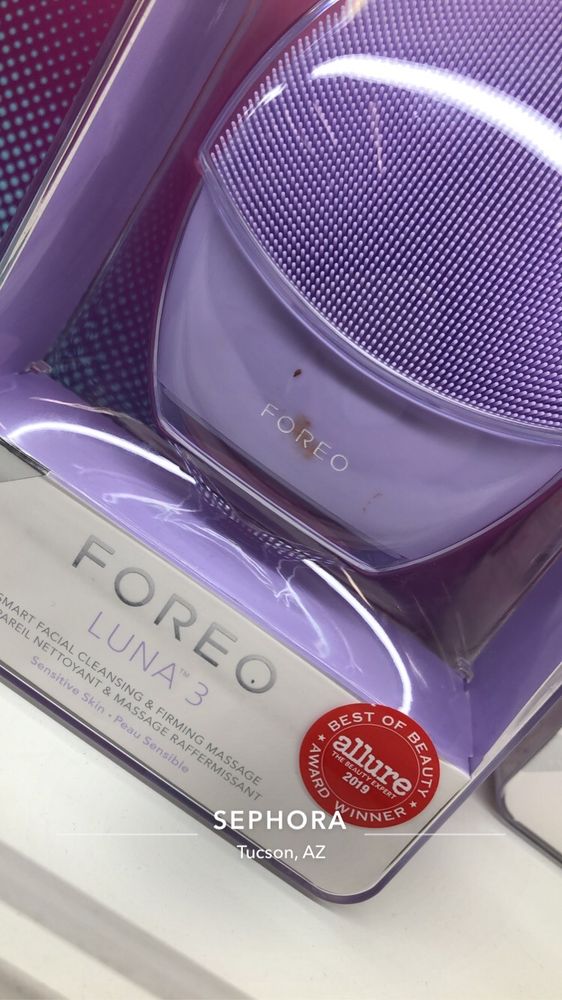 FOREO
FOREO
LUNA™ 3
SMART FACIAL CLEANSING & FIRMING MASSAGE
PAREIL NETTOYANT & MASSAGE RAFFERMISSANT
Sensitive Skin • Peau Sensible
BEST OF BEAUTY
allure
THE BEAUTY EXPERT
2019
AWARD WINNER
SEPHORA
Tucson, AZ